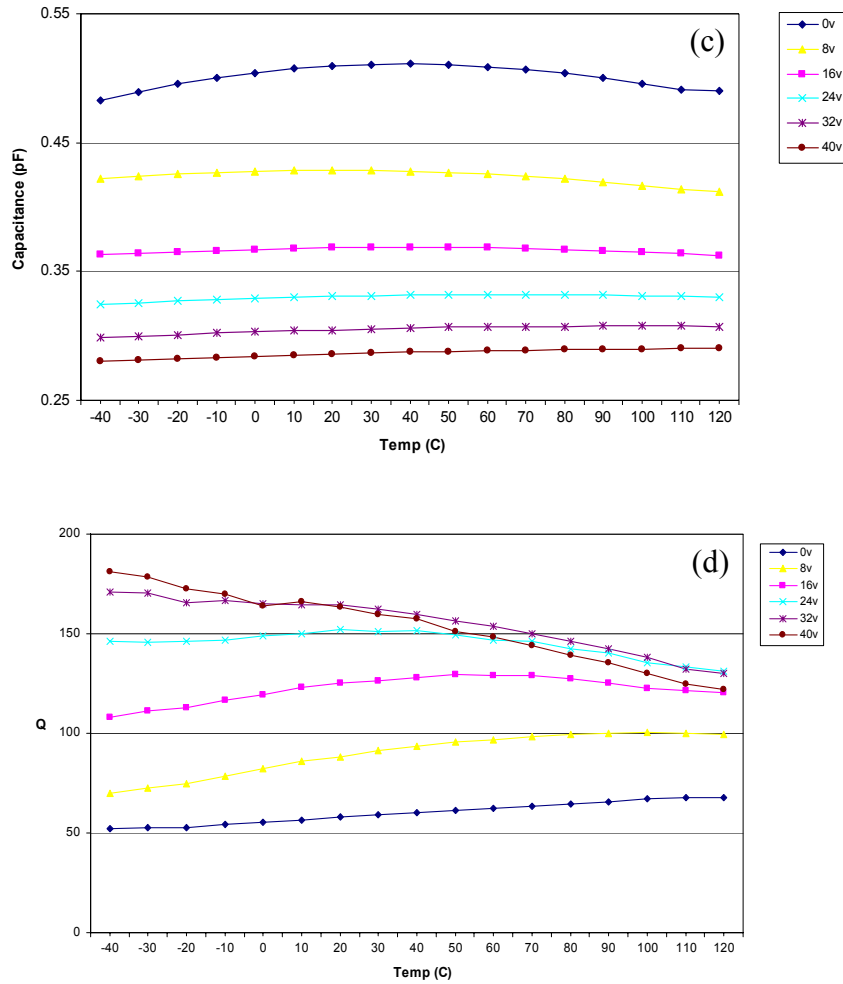 0.55
(c)
0v
8v
16v
24v
32v
40v
0.45
Capacitance (pF)
0.35
0.25
-40 -30 -20 -10 0 10 20 30 40 50 60 70 80 90 100 110 120
Temp (C)
200
(d)
0v
8v
16v
24v
32v
40v
150
Q
100
50
0
-40 -30 -20 -10 0 10 20 30 40 50 60 70 80 90 100 110 120
Temp (C)